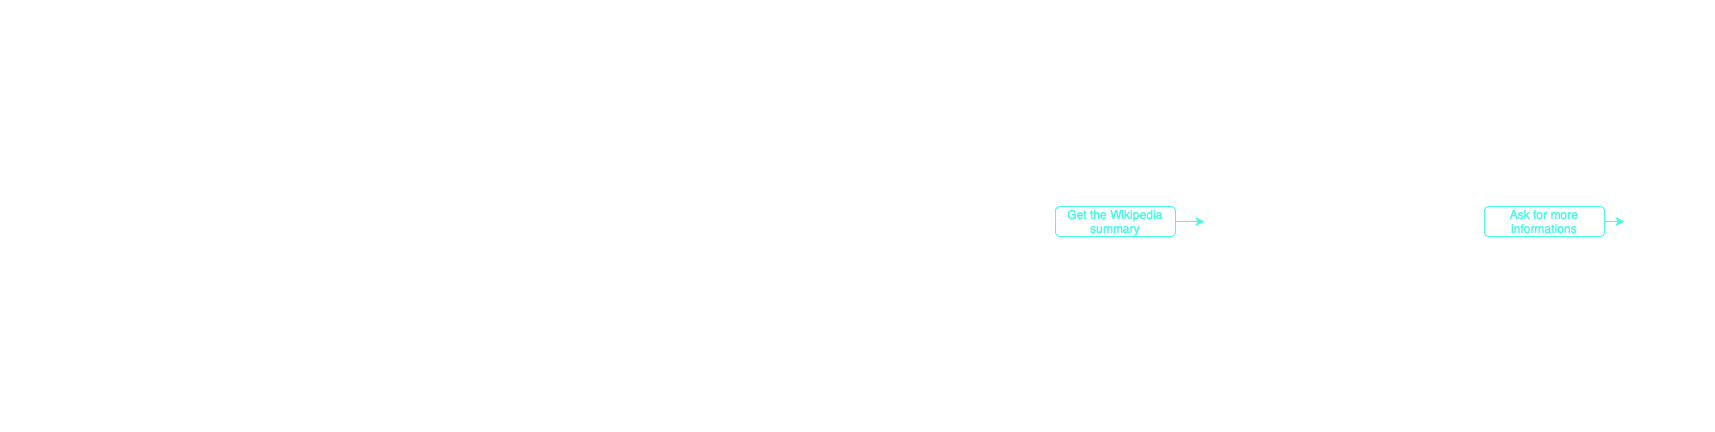 Get the Wikipedia
summary
Ask for more
informations